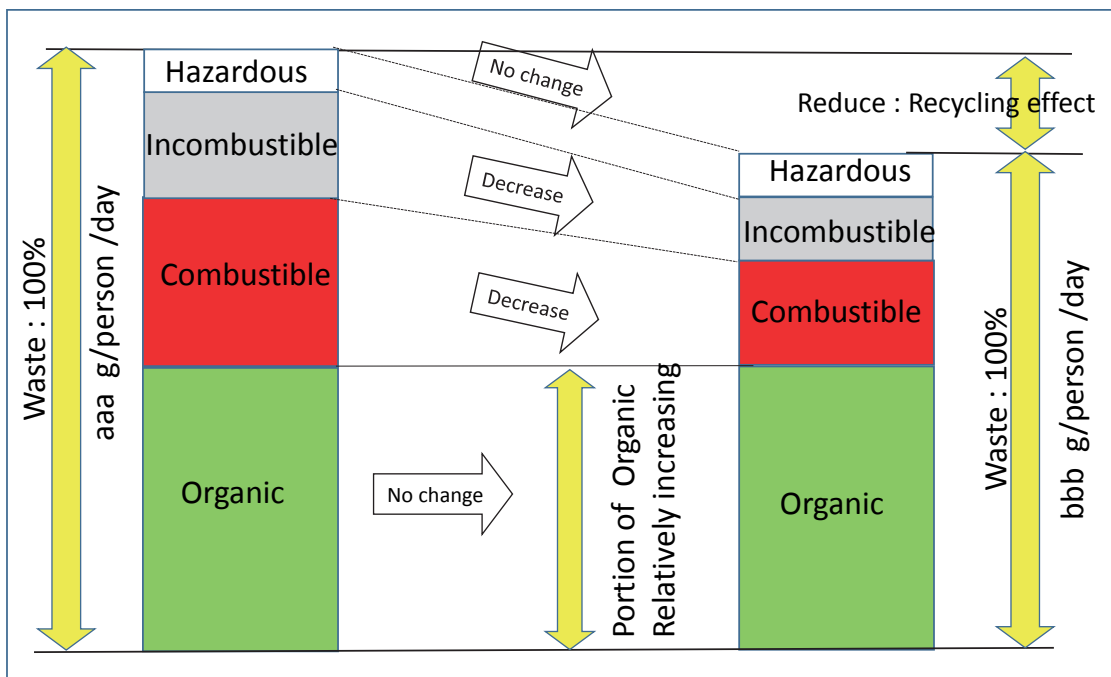 Waste : 100%
aaa  g/person /day
Hazardous
Incombustible
Combustible
Organic
No change
Decrease
Decrease
No change
Portion of  Organic
Relatively increasing
Reduce : Recycling effect
Hazardous
Incombustible
Combustible
Organic
Waste : 100%
bbb  g/person /day